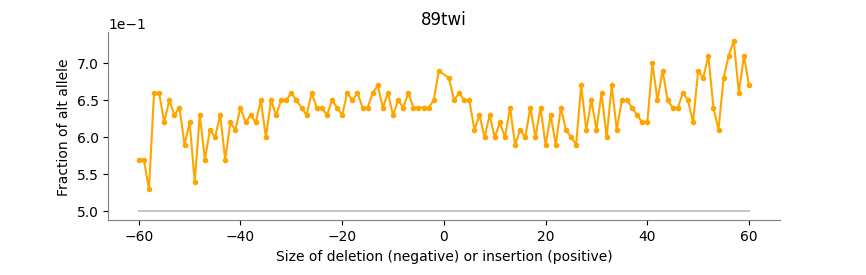 89twi
1e−1
Fraction of alt allele
7.0
6.5
6.0
5.5
5.0
−60 −40 −20 0 20 40 60
Size of deletion (negative) or insertion (positive)